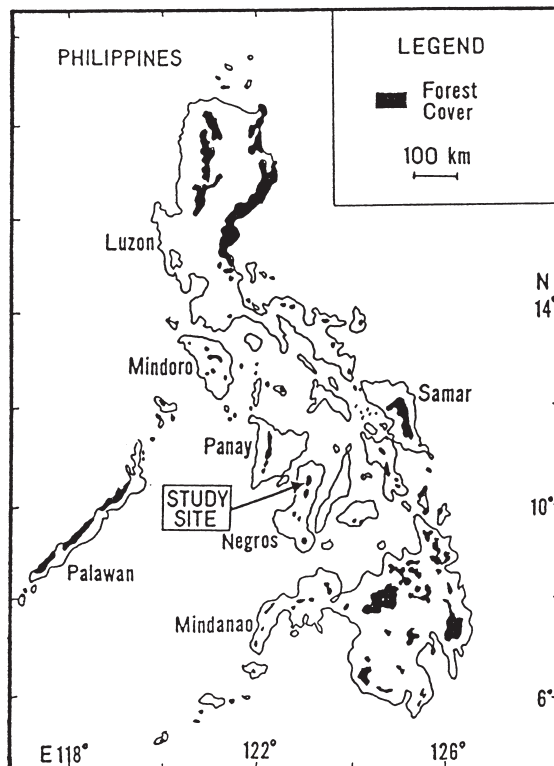 PHILIPPINES
LEGEND
Forest
Cover
100 km
Luzon
N
14°
Mindoro
Samar
Panay
STUDY
SITE
10°
Negros
Palawan
Mindanao
6°
E 118°
122°
126°